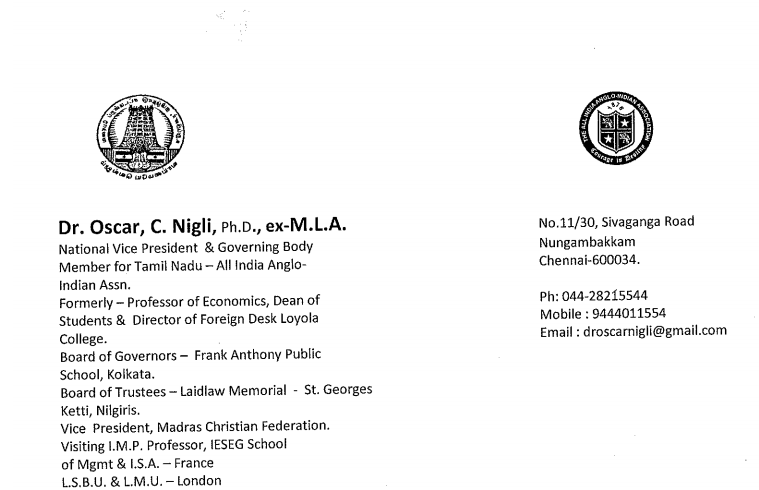 THE ALL INDIA ANGLO-INDIAN ASSOCIATION
1876
Courage is Destiny
Dr. Oscar, C. Nigli, Ph.D., ex-M.L.A.
National Vice President & Governing Body
Member for Tamil Nadu – All India Anglo-
Indian Assn.
Formerly – Professor of Economics, Dean of
Students & Director of Foreign Desk Loyola
College.
Board of Governors – Frank Anthony Public
School, Kolkata.
Board of Trustees – Laidlaw Memorial - St. Georges
Ketti, Nilgiris.
Vice President, Madras Christian Federation.
Visiting I.M.P. Professor, IESEG School
of Mgmt & I.S.A. – France
L.S.B.U. & L.M.U. – London
No.11/30, Sivaganga Road
Nungambakkam
Chennai-600034.
Ph: 044-28215544
Mobile : 9444011554
Email : droscarnigli@gmail.com